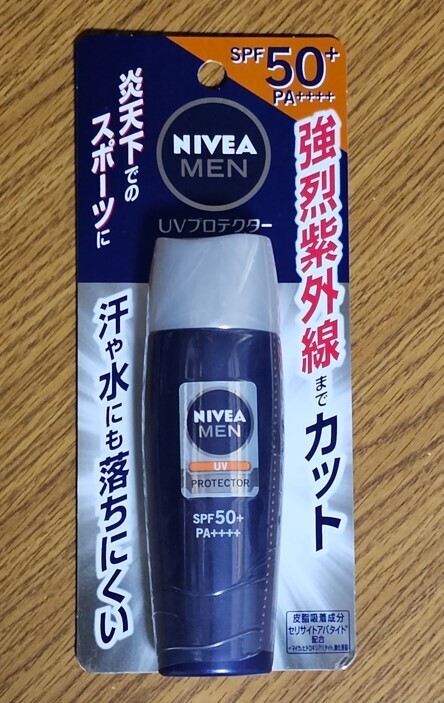 SPF50+
PA++++
NIVEA
MEN
UVプロテクター
強烈紫外線までカット
炎天下での
スポーツに
汗や水にも落ちにくい
NIVEA
MEN
UV
PROTECTOR
SPF50+
PA++++
皮脂吸着成分
セリサイトアパタイト*
配合